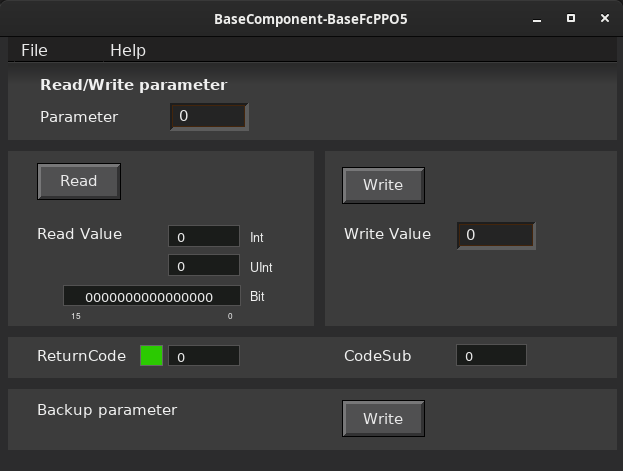 BaseComponent-BaseFcPPO5
File Help
Read/Write parameter
Parameter 0
Read
Read Value 0 Int
0 UInt
0000000000000000 Bit
15 0
Write
Write Value 0
ReturnCode 0 CodeSub 0
Backup parameter Write